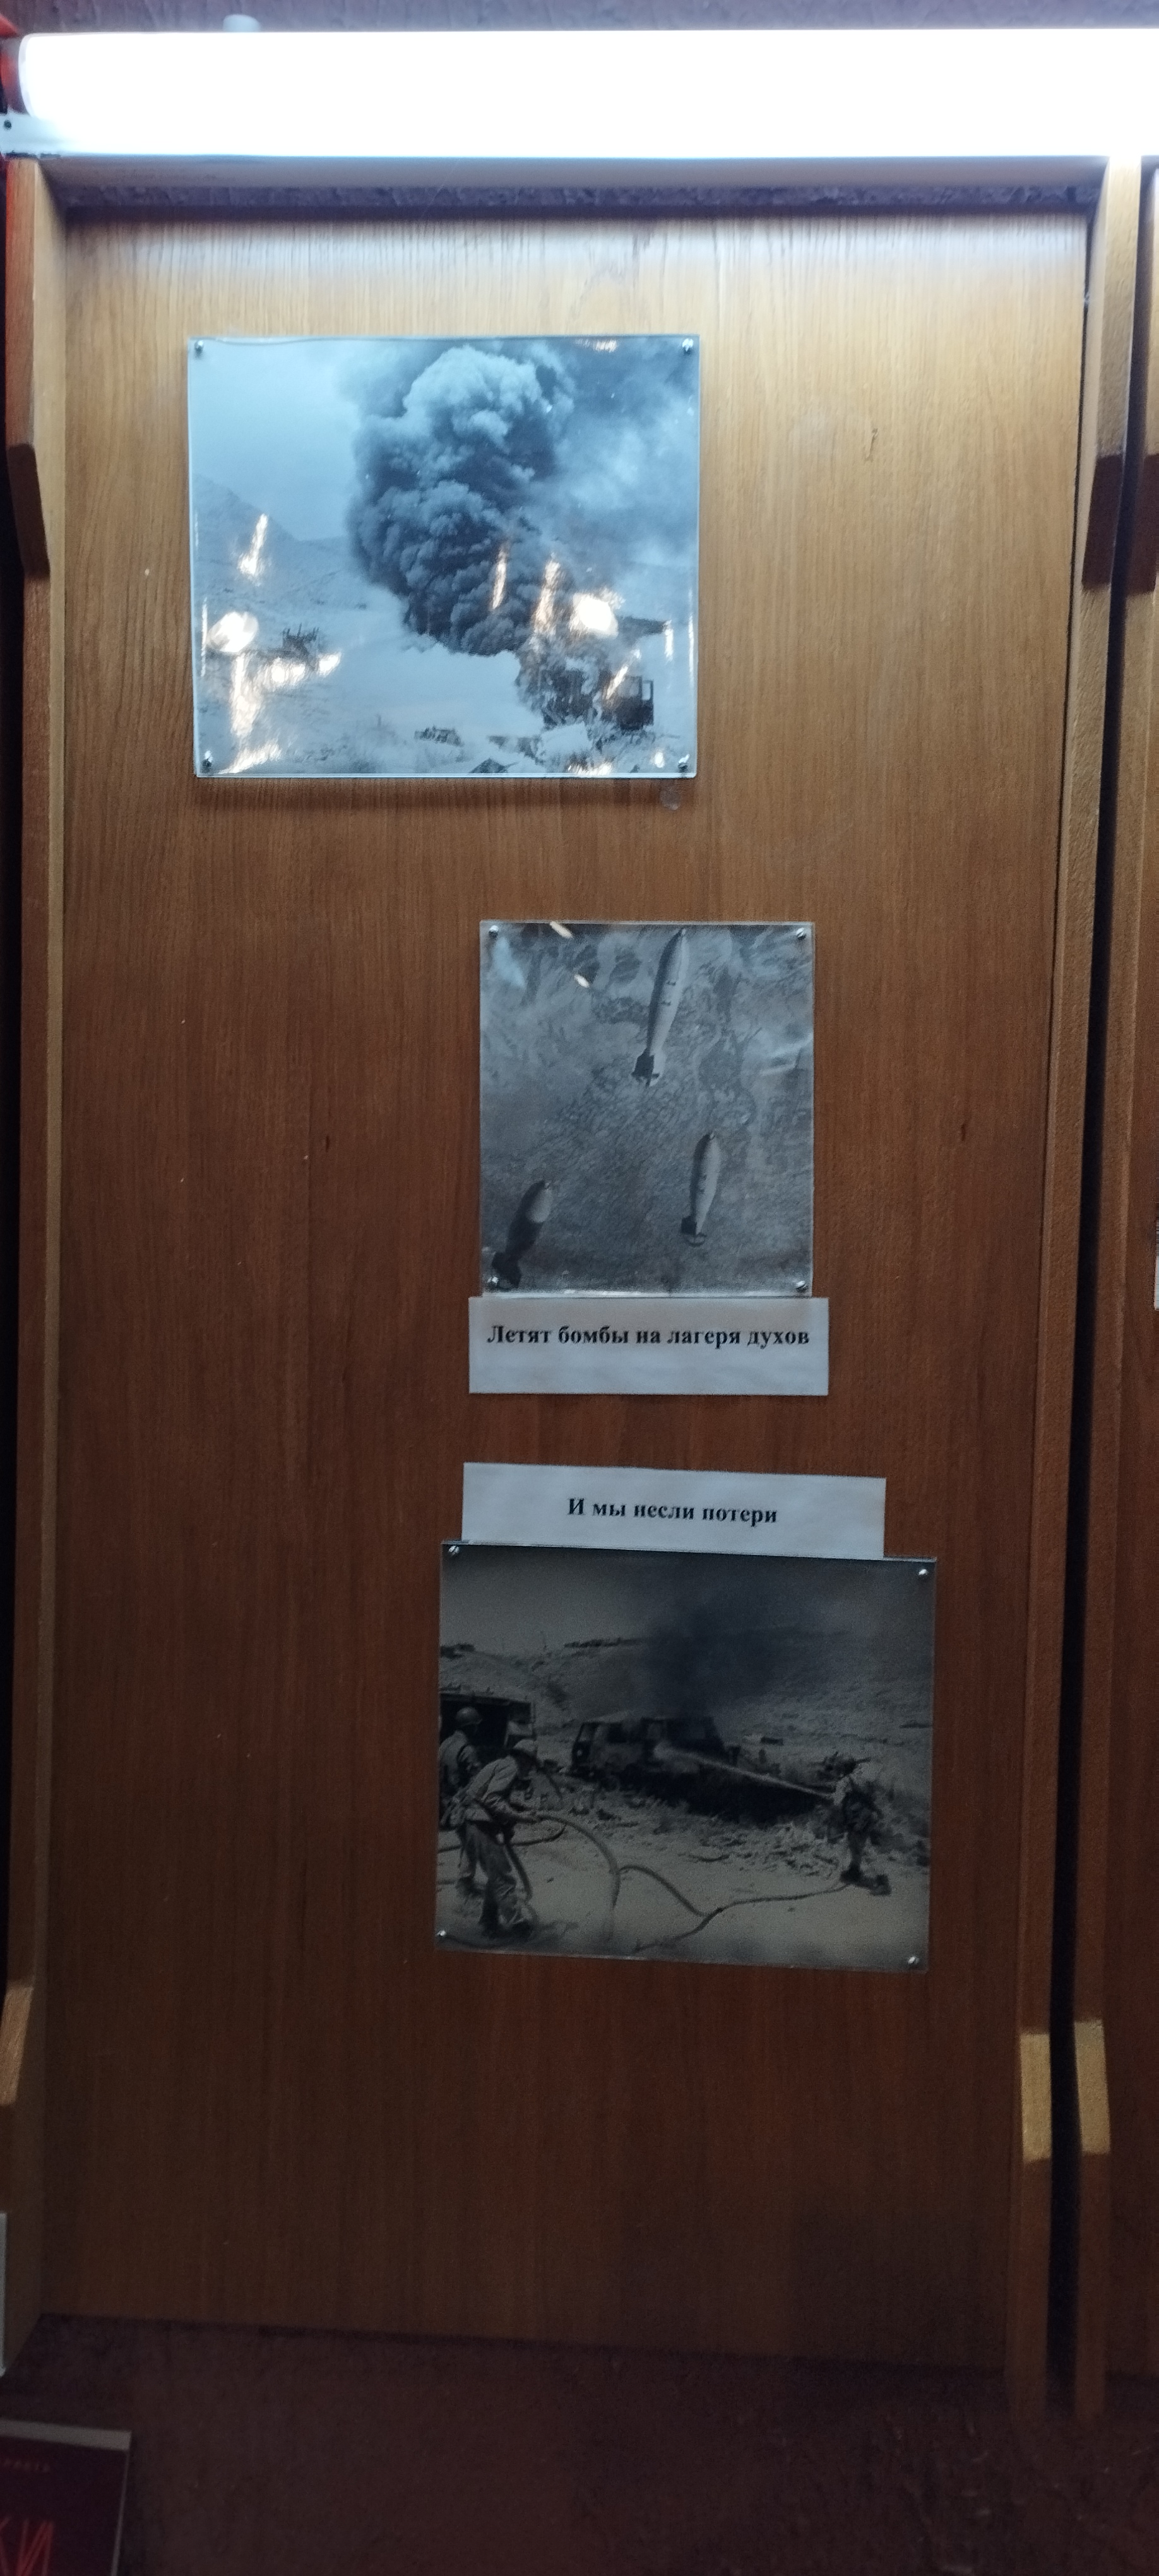 Летят бомбы на лагеря духов
И мы несли потери